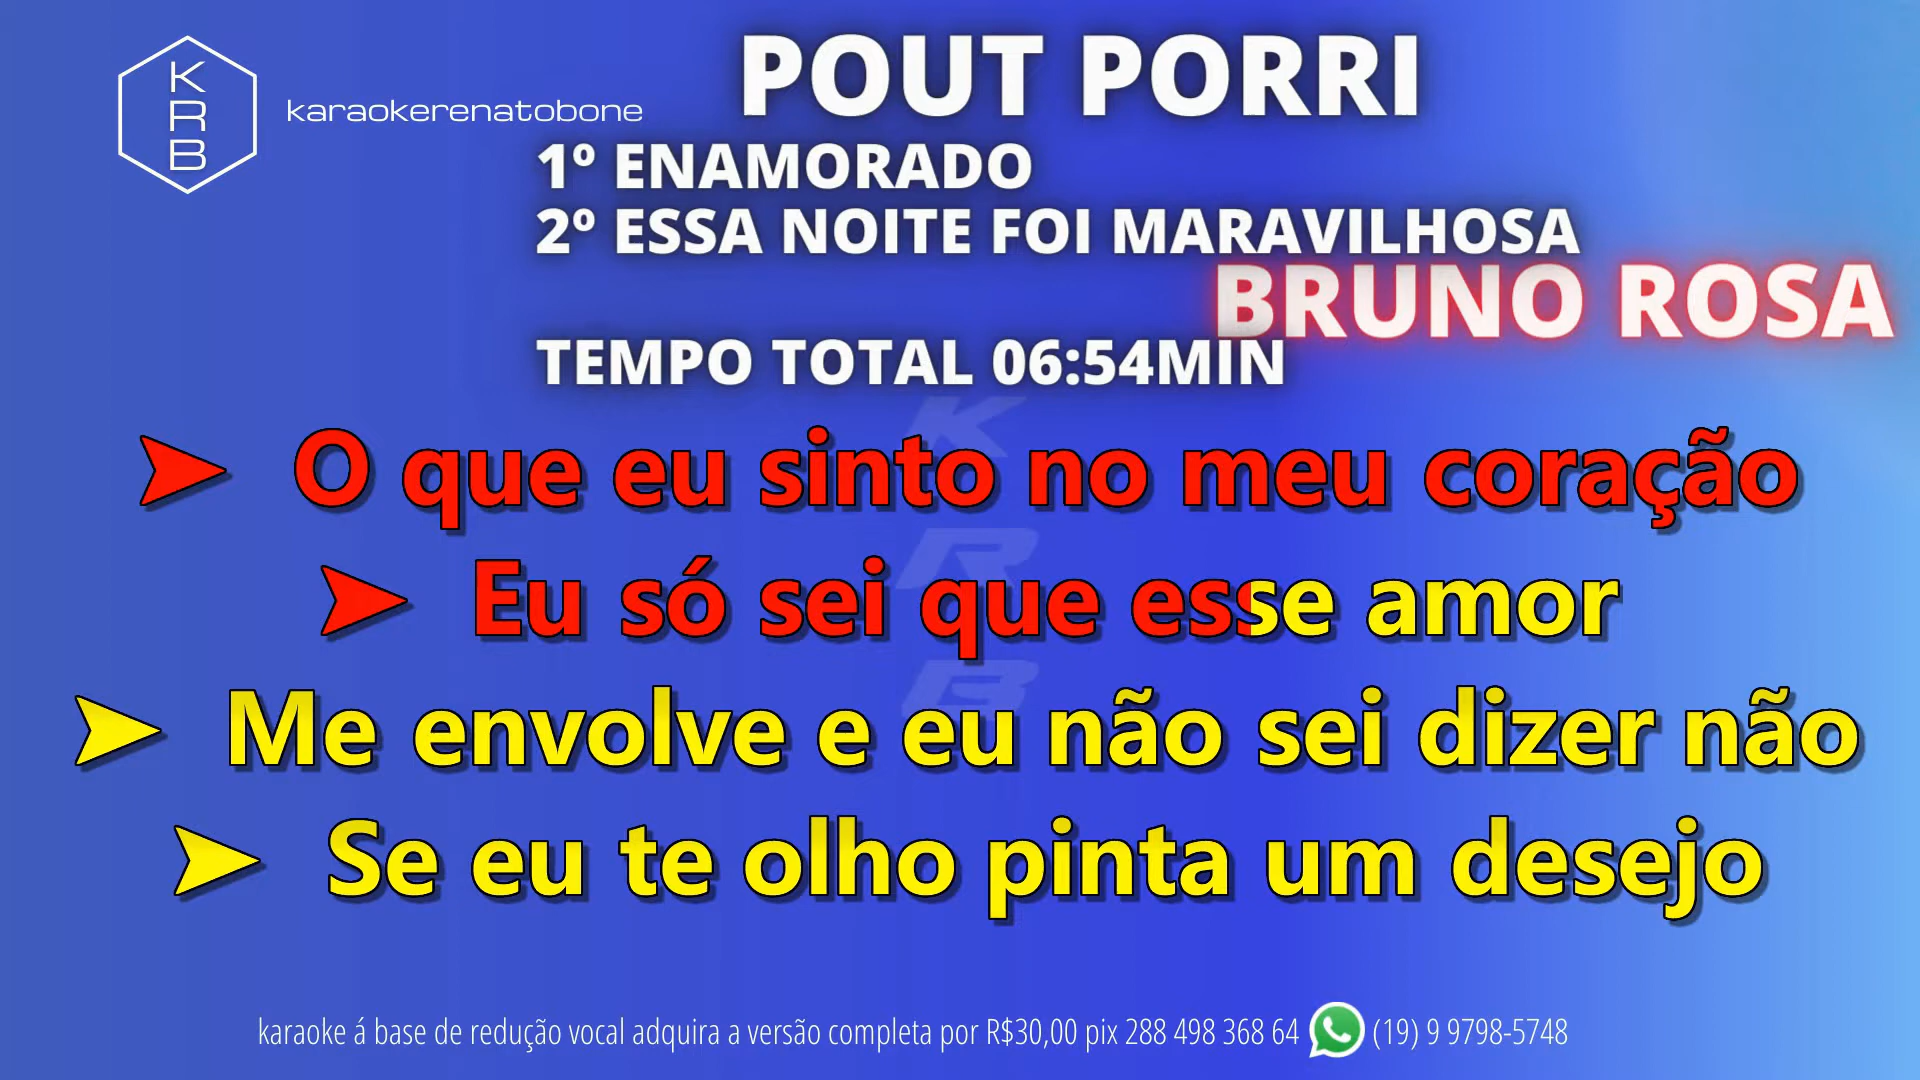 K
R
B
karaokerenatobone
POUT PORRI
1º ENAMORADO
2º ESSA NOITE FOI MARAVILHOSA
BRUNO ROSA
TEMPO TOTAL 06:54MIN
K
R
B
➤ O que eu sinto no meu coração
➤ Eu só sei que esse amor
➤ Me envolve e eu não sei dizer não
➤ Se eu te olho pinta um desejo
karaoke á base de redução vocal adquira a versão completa por R$30,00 pix 288 498 368 64 (19) 9 9798-5748